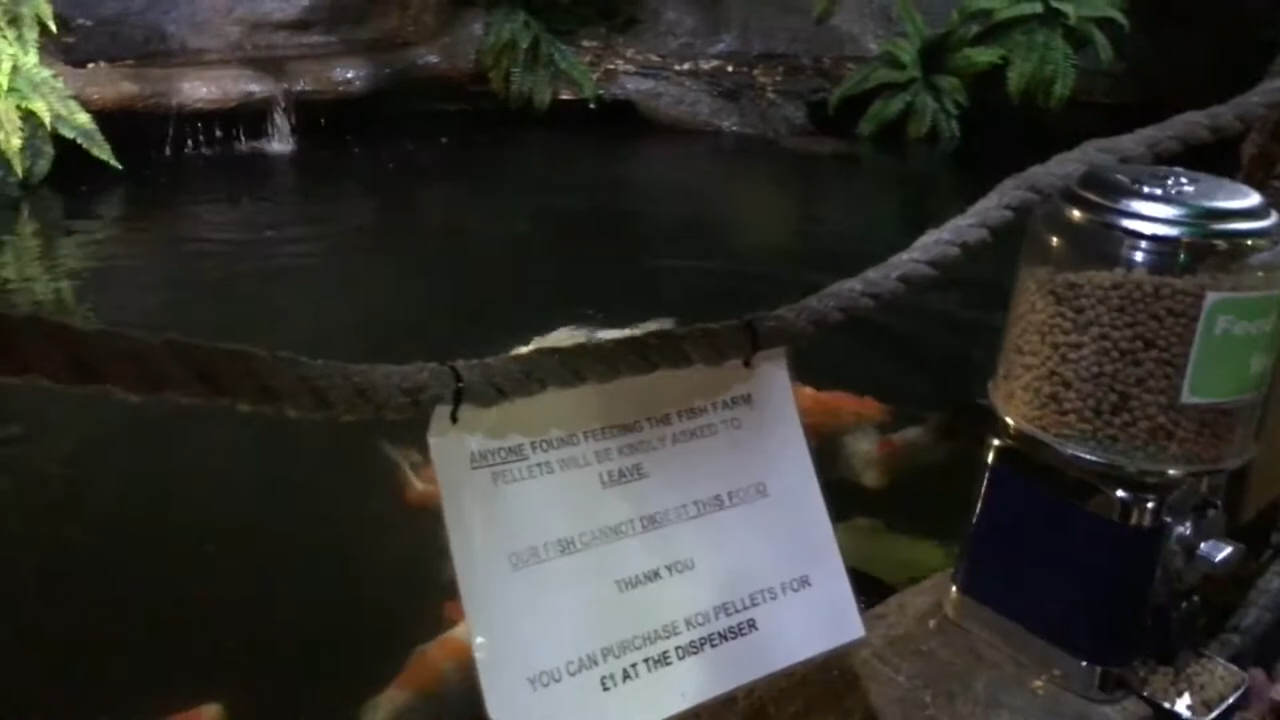 ANYONE FOUND FEEDING THE FISH FARM
PELLETS WILL BE KINDLY ASKED TO
LEAVE.
OUR FISH CANNOT DIGEST THIS FOOD
THANK YOU
YOU CAN PURCHASE KOI PELLETS FOR
£1 AT THE DISPENSER
Feed